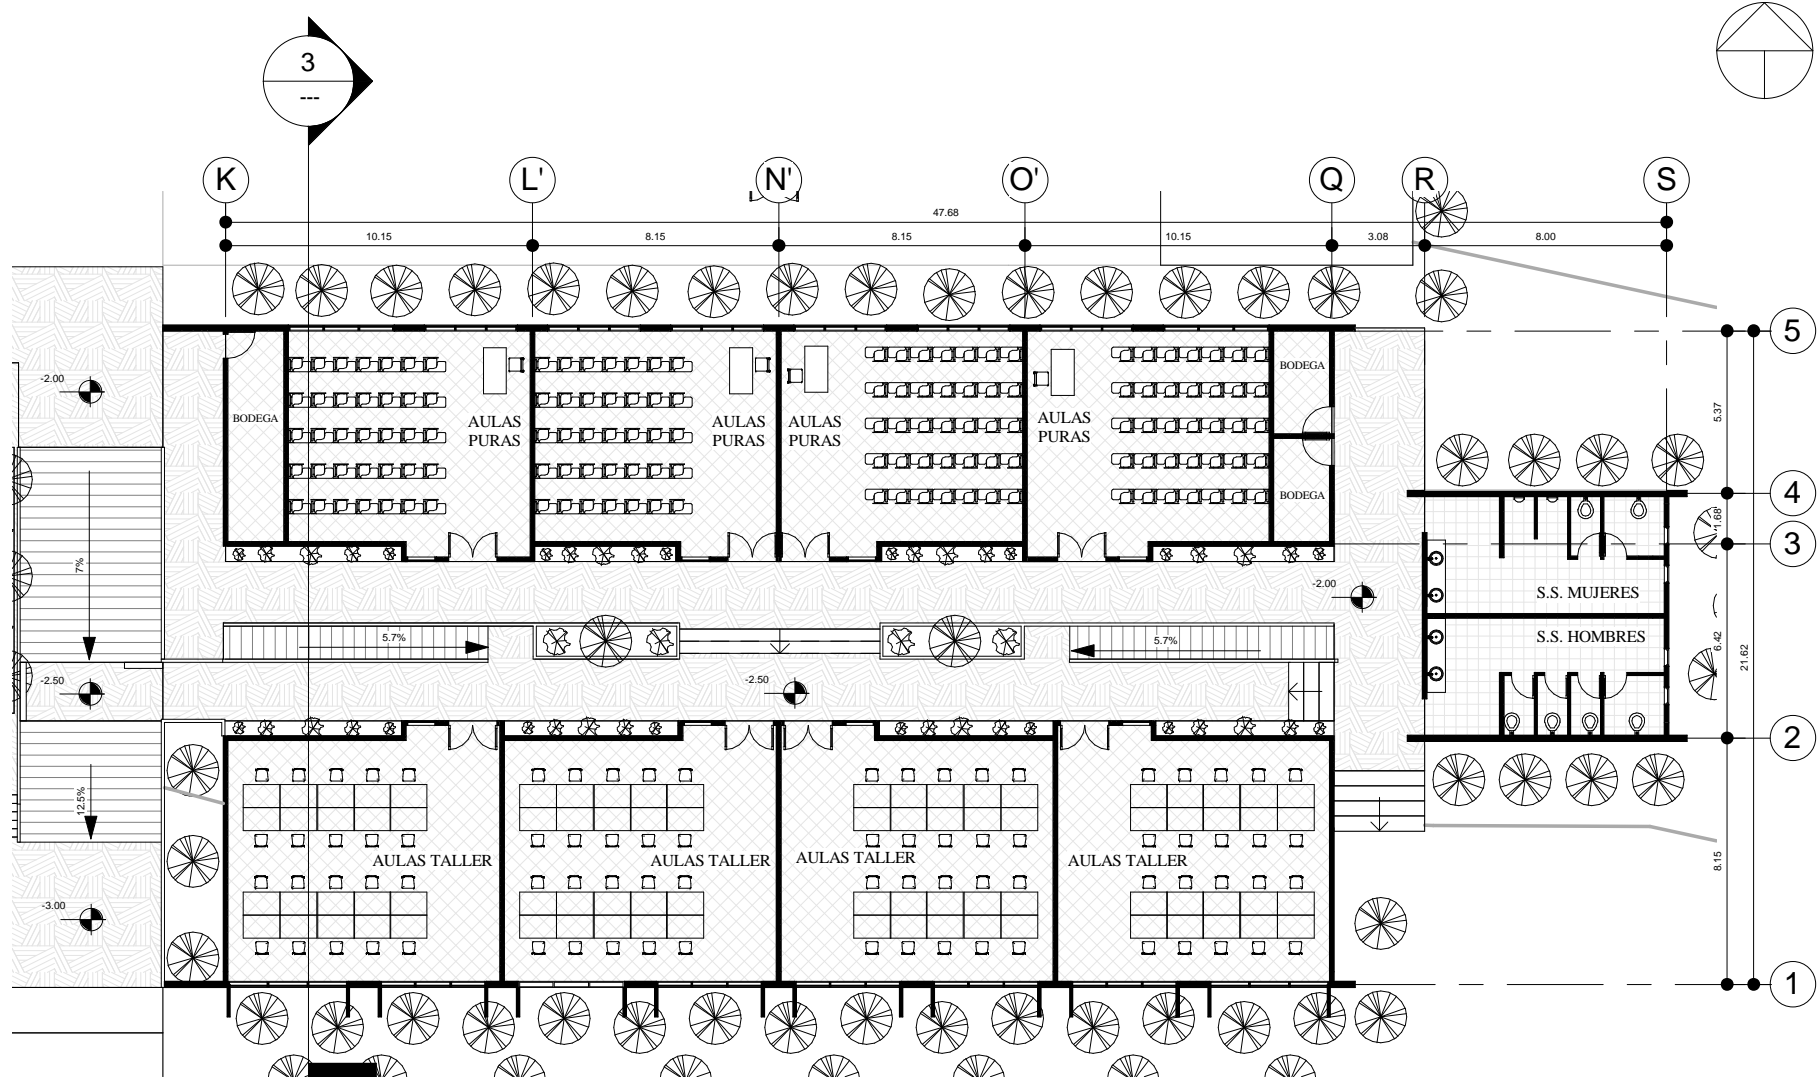 3
---
K
L'
N'
O'
Q
R
S
47.68
10.15
8.15
8.15
10.15
3.08
8.00
5
-2.00
BODEGA
AULAS
PURAS
AULAS
PURAS
AULAS
PURAS
AULAS
PURAS
BODEGA
BODEGA
5.37
4
1.68
3
7%
-2.00
S.S. MUJERES
S.S. HOMBRES
5.7%
5.7%
6.42
21.62
-2.50
-2.50
2
12.5%
AULAS TALLER
AULAS TALLER
AULAS TALLER
AULAS TALLER
8.15
-3.00
1